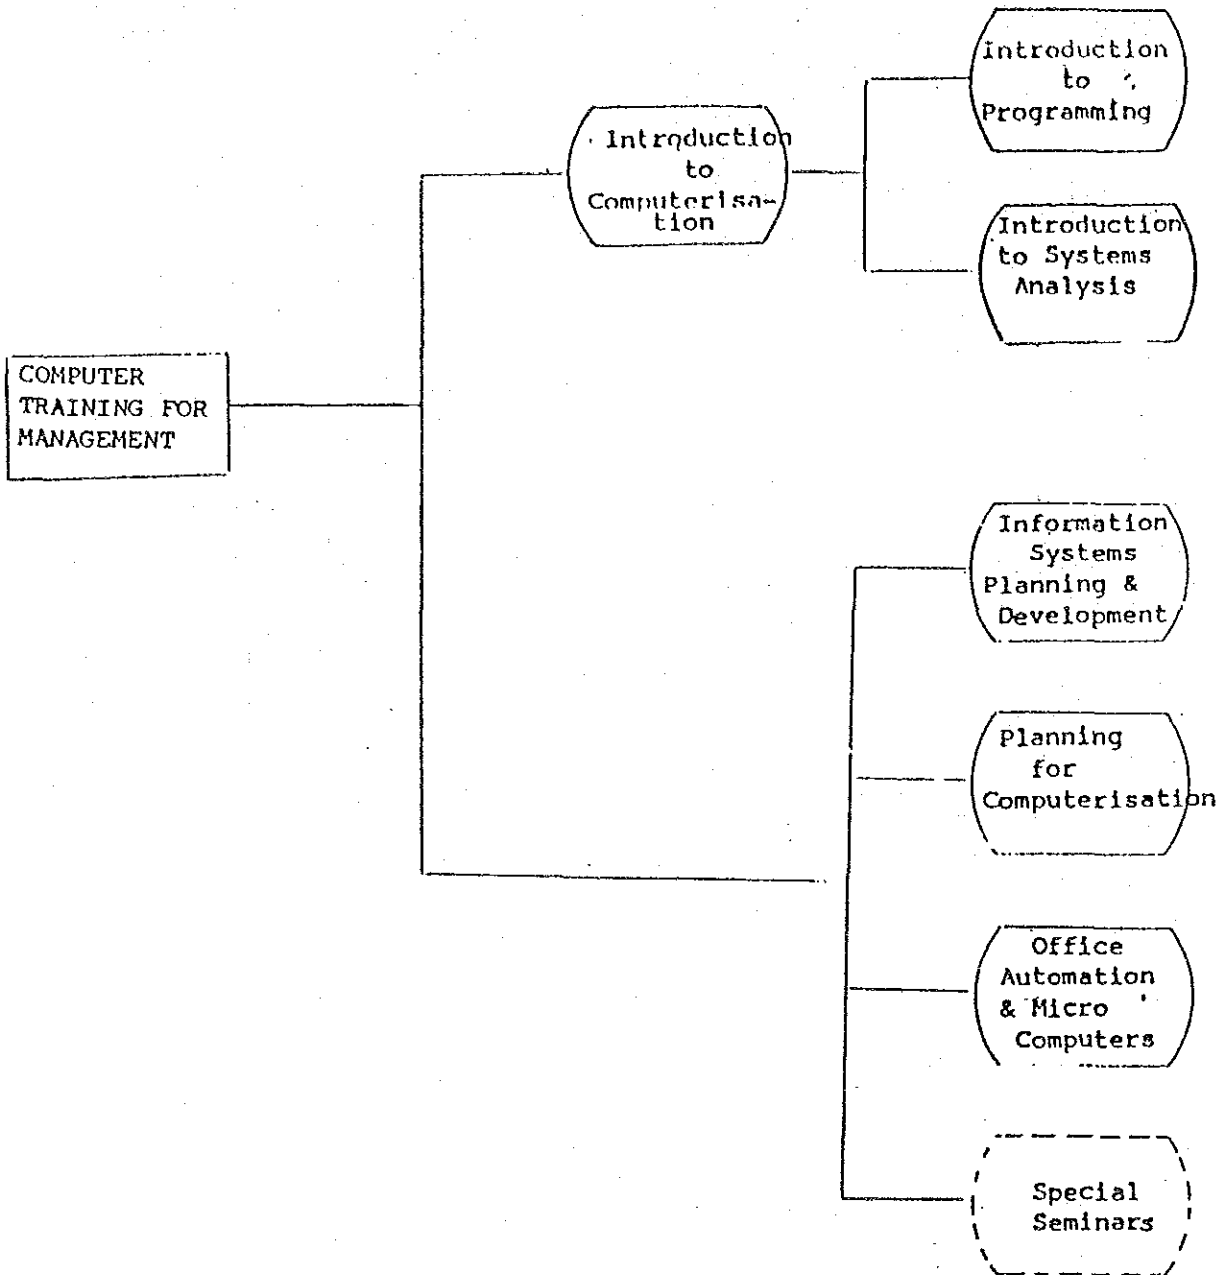 Introduction
to
Programming
Introduction
to
Computerisa-
tion
Introduction
to Systems
Analysis
COMPUTER
TRAINING FOR
MANAGEMENT
Information
Systems
Planning &
Development
Planning
for
Computerisation
Office
Automation
& Micro
Computers
Special
Seminars